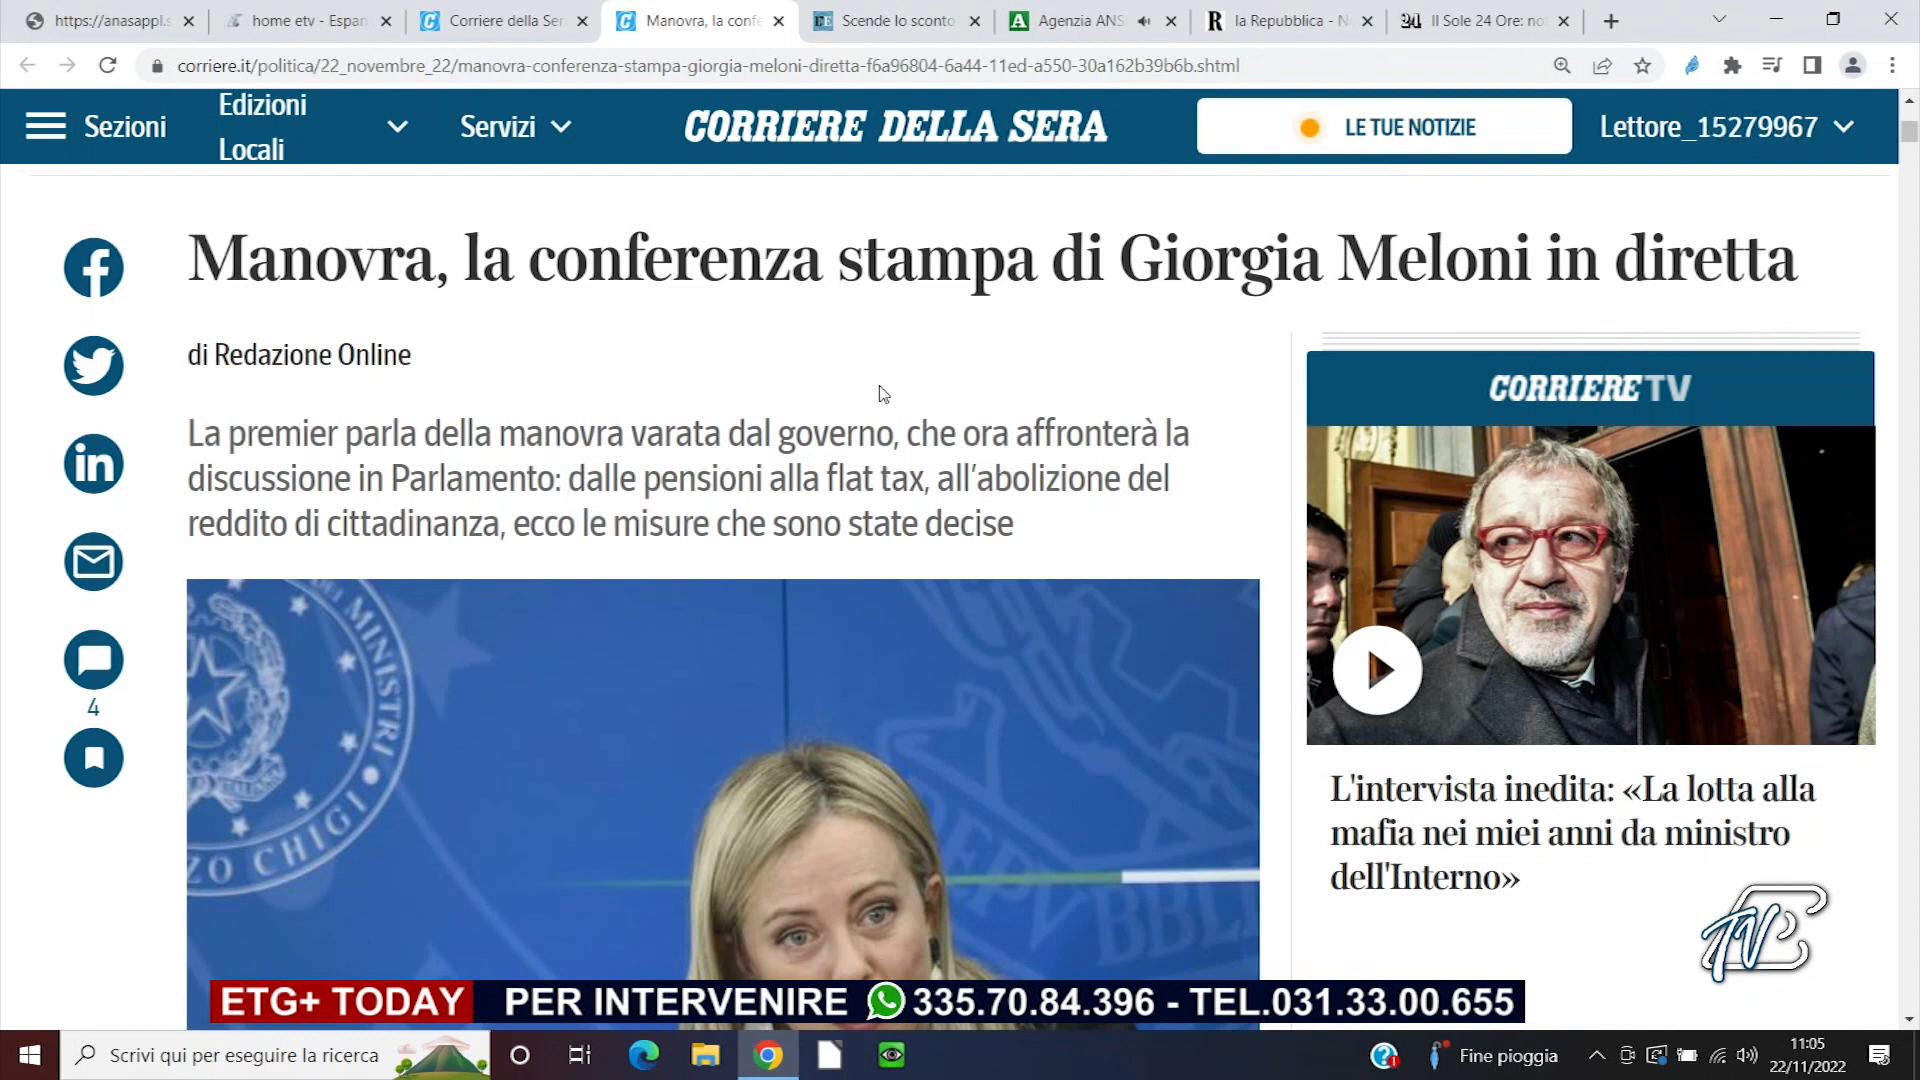 https://anasappl.s
home etv - Espan
Corriere della Ser
Manovra, la confe
Scende lo sconto
Agenzia ANS
la Repubblica - N
Il Sole 24 Ore: no
corriere.it/politica/22_novembre_22/manovra-conferenza-stampa-giorgia-meloni-diretta-f6a96804-6a44-11ed-a550-30a162b39b6b.shtml
Sezioni
Edizioni
Locali
Servizi
CORRIERE DELLA SERA
LE TUE NOTIZIE
Lettore_15279967
Manovra, la conferenza stampa di Giorgia Meloni in diretta
di Redazione Online
La premier parla della manovra varata dal governo, che ora affronterà la
discussione in Parlamento: dalle pensioni alla flat tax, all’abolizione del
reddito di cittadinanza, ecco le misure che sono state decise
4
CORRIERE TV
L'intervista inedita: «La lotta alla
mafia nei miei anni da ministro
dell'Interno»
MINISTRI
ZO CHIGI
ETG+ TODAY
PER INTERVENIRE 335.70.84.396 - TEL.031.33.00.655
Scrivi qui per eseguire la ricerca
Fine pioggia
11:05
22/11/2022